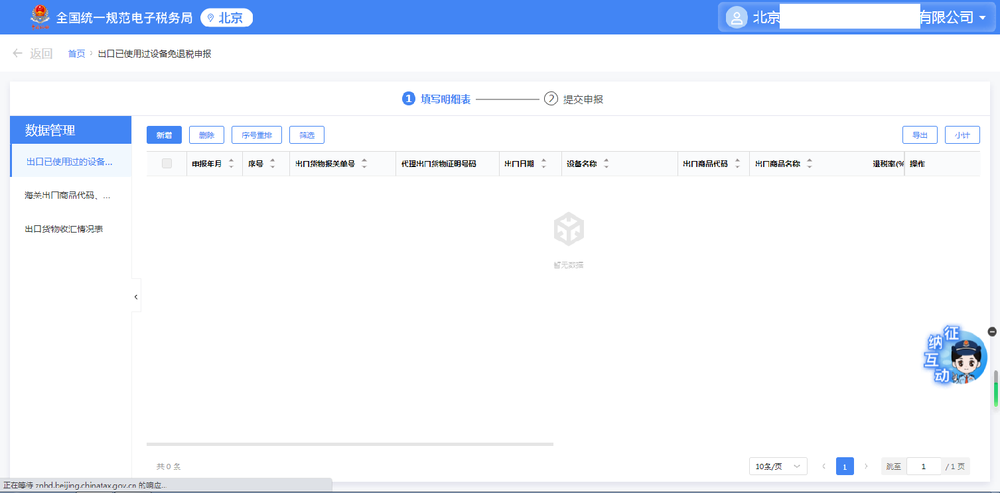 全国统一规范电子税务局 北京 北京 有限公司
返回 首页 出口已使用过设备免退税申报
1 填写明细表 2 提交申报
数据管理
出口已使用过的设备...
海关出口商品代码、...
出口货物收汇情况表
新增 删除 序号重排 筛选 导出 小计
申报年月 序号 出口货物报关单号 代理出口货物证明号码 出口日期 设备名称 出口商品代码 出口商品名称 退税率(% 操作
暂无数据
征纳互动
共 0 条 10条/页 1 跳至 1 / 1 页
正在等待 znhd.beijing.chinatax.gov.cn 的响应...